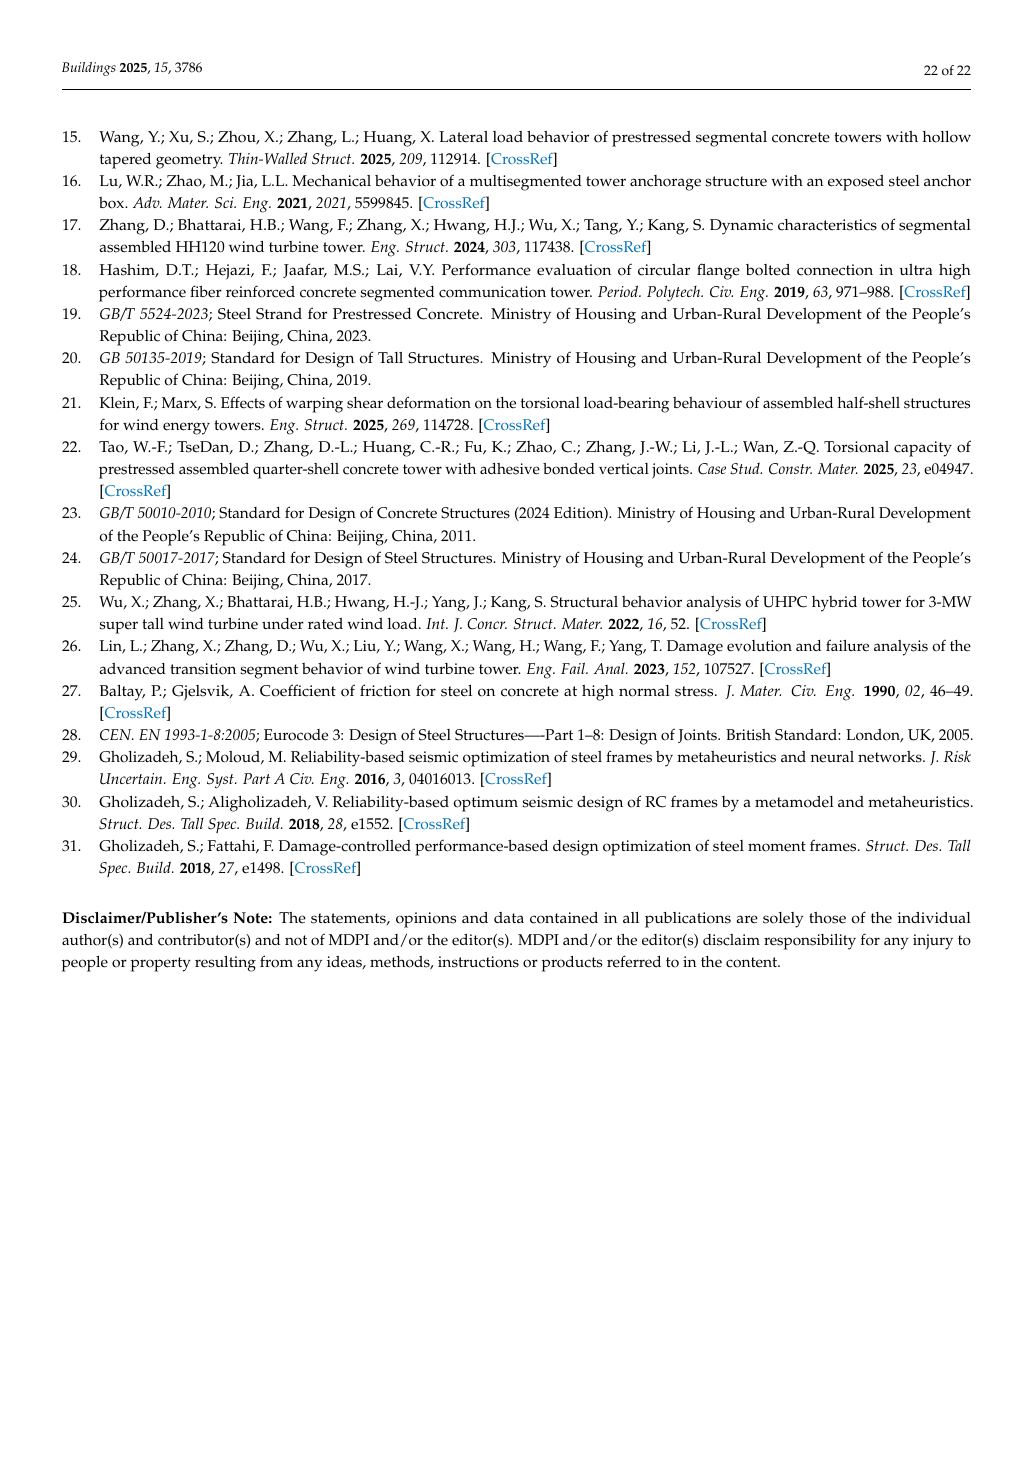 Buildings 2025, 15, 3786
22 of 22
15. Wang, Y.; Xu, S.; Zhou, X.; Zhang, L.; Huang, X. Lateral load behavior of prestressed segmental concrete towers with hollow
tapered geometry. Thin-Walled Struct. 2025, 209, 112914. [CrossRef]
16. Lu, W.R.; Zhao, M.; Jia, L.L. Mechanical behavior of a multisegmented tower anchorage structure with an exposed steel anchor
box. Adv. Mater. Sci. Eng. 2021, 2021, 5599845. [CrossRef]
17. Zhang, D.; Bhattarai, H.B.; Wang, F.; Zhang, X.; Hwang, H.J.; Wu, X.; Tang, Y.; Kang, S. Dynamic characteristics of segmental
assembled HH120 wind turbine tower. Eng. Struct. 2024, 303, 117438. [CrossRef]
18. Hashim, D.T.; Hejazi, F.; Jaafar, M.S.; Lai, V.Y. Performance evaluation of circular flange bolted connection in ultra high
performance fiber reinforced concrete segmented communication tower. Period. Polytech. Civ. Eng. 2019, 63, 971–988. [CrossRef]
19. GB/T 5524-2023; Steel Strand for Prestressed Concrete. Ministry of Housing and Urban-Rural Development of the People's
Republic of China: Beijing, China, 2023.
20. GB 50135-2019; Standard for Design of Tall Structures. Ministry of Housing and Urban-Rural Development of the People's
Republic of China: Beijing, China, 2019.
21. Klein, F.; Marx, S. Effects of warping shear deformation on the torsional load-bearing behaviour of assembled half-shell structures
for wind energy towers. Eng. Struct. 2025, 269, 114728. [CrossRef]
22. Tao, W.-F.; TseDan, D.; Zhang, D.-L.; Huang, C.-R.; Fu, K.; Zhao, C.; Zhang, J.-W.; Li, J.-L.; Wan, Z.-Q. Torsional capacity of
prestressed assembled quarter-shell concrete tower with adhesive bonded vertical joints. Case Stud. Constr. Mater. 2025, 23, e04947.
[CrossRef]
23. GB/T 50010-2010; Standard for Design of Concrete Structures (2024 Edition). Ministry of Housing and Urban-Rural Development
of the People's Republic of China: Beijing, China, 2011.
24. GB/T 50017-2017; Standard for Design of Steel Structures. Ministry of Housing and Urban-Rural Development of the People's
Republic of China: Beijing, China, 2017.
25. Wu, X.; Zhang, X.; Bhattarai, H.B.; Hwang, H.-J.; Yang, J.; Kang, S. Structural behavior analysis of UHPC hybrid tower for 3-MW
super tall wind turbine under rated wind load. Int. J. Concr. Struct. Mater. 2022, 16, 52. [CrossRef]
26. Lin, L.; Zhang, X.; Zhang, D.; Wu, X.; Liu, Y.; Wang, X.; Wang, H.; Wang, F.; Yang, T. Damage evolution and failure analysis of the
advanced transition segment behavior of wind turbine tower. Eng. Fail. Anal. 2023, 152, 107527. [CrossRef]
27. Baltay, P.; Gjelsvik, A. Coefficient of friction for steel on concrete at high normal stress. J. Mater. Civ. Eng. 1990, 02, 46–49.
[CrossRef]
28. CEN. EN 1993-1-8:2005; Eurocode 3: Design of Steel Structures—-Part 1–8: Design of Joints. British Standard: London, UK, 2005.
29. Gholizadeh, S.; Moloud, M. Reliability-based seismic optimization of steel frames by metaheuristics and neural networks. J. Risk
Uncertain. Eng. Syst. Part A Civ. Eng. 2016, 3, 04016013. [CrossRef]
30. Gholizadeh, S.; Aligholizadeh, V. Reliability-based optimum seismic design of RC frames by a metamodel and metaheuristics.
Struct. Des. Tall Spec. Build. 2018, 28, e1552. [CrossRef]
31. Gholizadeh, S.; Fattahi, F. Damage-controlled performance-based design optimization of steel moment frames. Struct. Des. Tall
Spec. Build. 2018, 27, e1498. [CrossRef]
Disclaimer/Publisher's Note: The statements, opinions and data contained in all publications are solely those of the individual
author(s) and contributor(s) and not of MDPI and/or the editor(s). MDPI and/or the editor(s) disclaim responsibility for any injury to
people or property resulting from any ideas, methods, instructions or products referred to in the content.